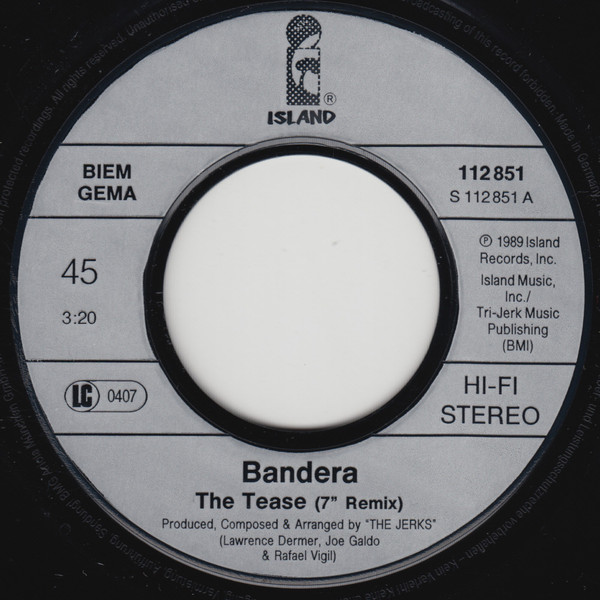 ®
ISLAND
BIEM
GEMA
112 851
S 112 851 A
45
3:20
℗ 1989 Island
Records, Inc.
Island Music,
Inc./
Tri-Jerk Music
Publishing
(BMI)
LC 0407
HI-FI
STEREO
Bandera
The Tease (7" Remix)
Produced, Composed & Arranged by "THE JERKS"
(Lawrence Dermer, Joe Galdo
& Rafael Vigil)